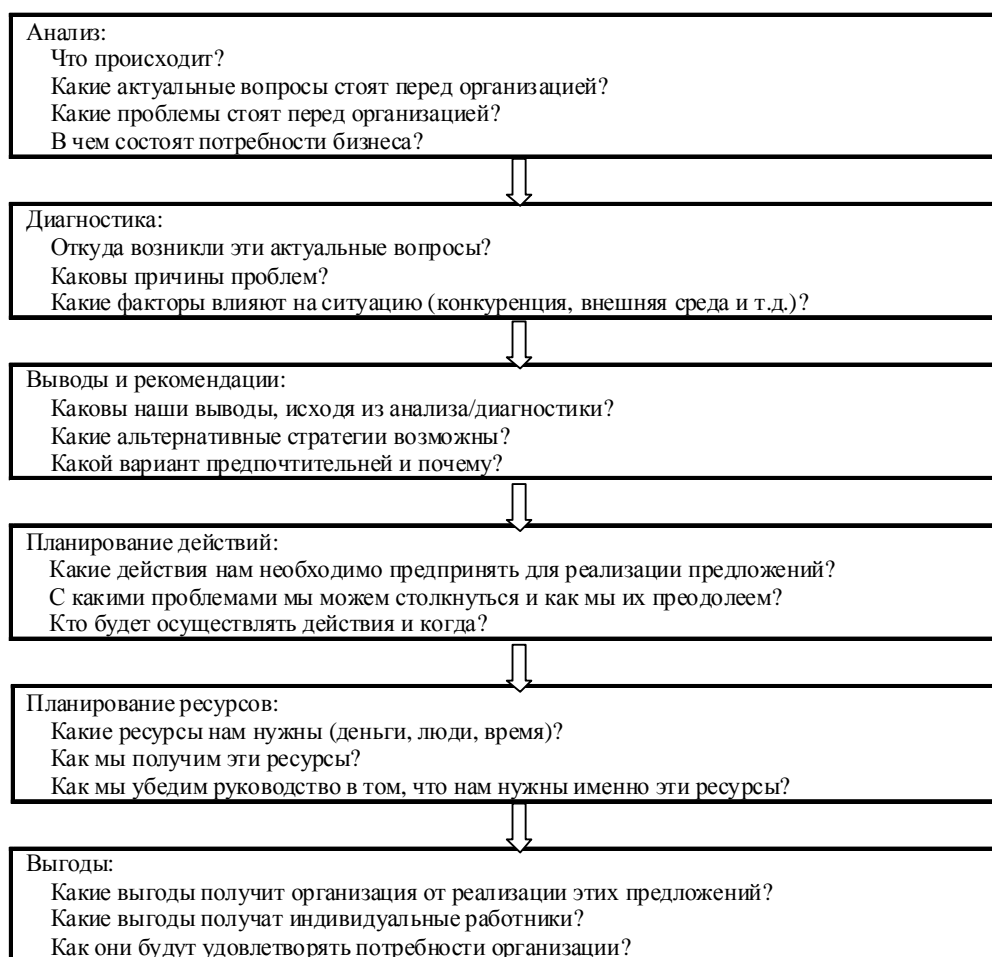 Анализ:
Что происходит?
Какие актуальные вопросы стоят перед организацией?
Какие проблемы стоят перед организацией?
В чем состоят потребности бизнеса?
Диагностика:
Откуда возникли эти актуальные вопросы?
Каковы причины проблем?
Какие факторы влияют на ситуацию (конкуренция, внешняя среда и т.д.)?
Выводы и рекомендации:
Каковы наши выводы, исходя из анализа/диагностики?
Какие альтернативные стратегии возможны?
Какой вариант предпочтительней и почему?
Планирование действий:
Какие действия нам необходимо предпринять для реализации предложений?
С какими проблемами мы можем столкнуться и как мы их преодолеем?
Кто будет осуществлять действия и когда?
Планирование ресурсов:
Какие ресурсы нам нужны (деньги, люди, время)?
Как мы получим эти ресурсы?
Как мы убедим руководство в том, что нам нужны именно эти ресурсы?
Выгоды:
Какие выгоды получит организация от реализации этих предложений?
Какие выгоды получат индивидуальные работники?
Как они будут удовлетворять потребности организации?